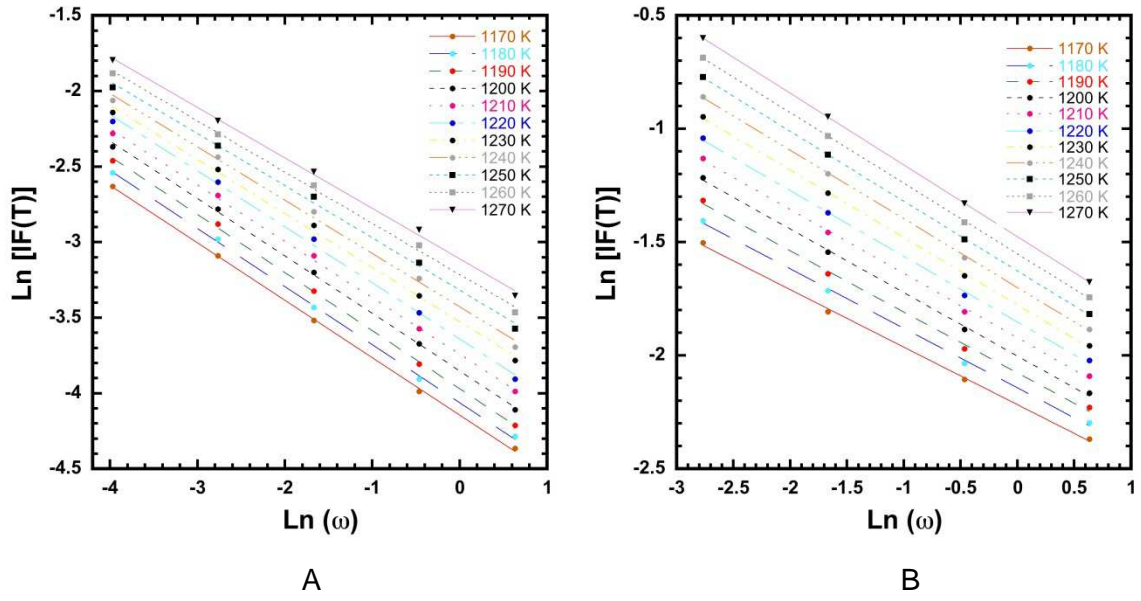 -1.5
-2
-2.5
-3
-3.5
-4
-4.5
Ln [IF(T)]
1170 K
1180 K
1190 K
1200 K
1210 K
1220 K
1230 K
1240 K
1250 K
1260 K
1270 K
-4 -3 -2 -1 0 1
Ln (ω)
A
-0.5
-1
-1.5
-2
-2.5
Ln [IF(T)]
1170 K
1180 K
1190 K
1200 K
1210 K
1220 K
1230 K
1240 K
1250 K
1260 K
1270 K
-3 -2.5 -2 -1.5 -1 -0.5 0 0.5 1
Ln (ω)
B